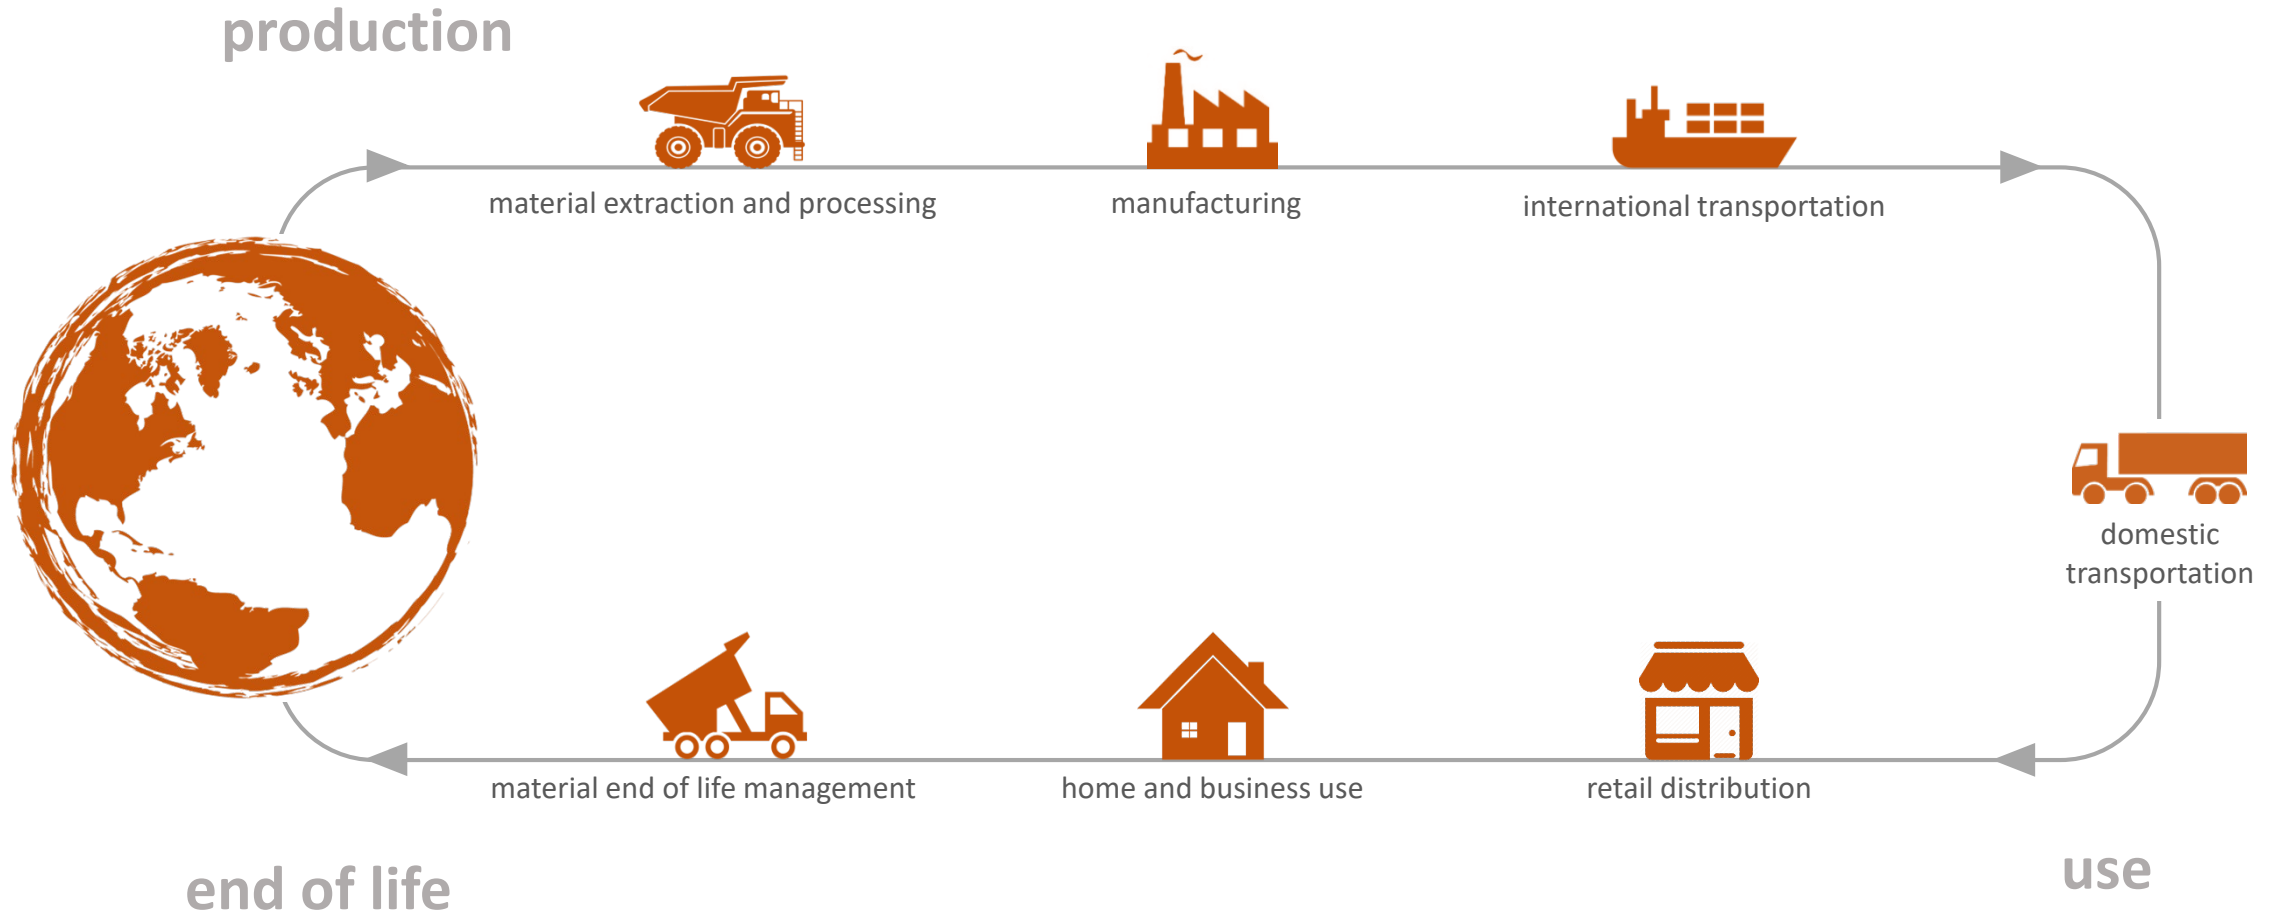 production
material extraction and processing
manufacturing
international transportation
domestic
transportation
retail distribution
home and business use
material end of life management
use
end of life